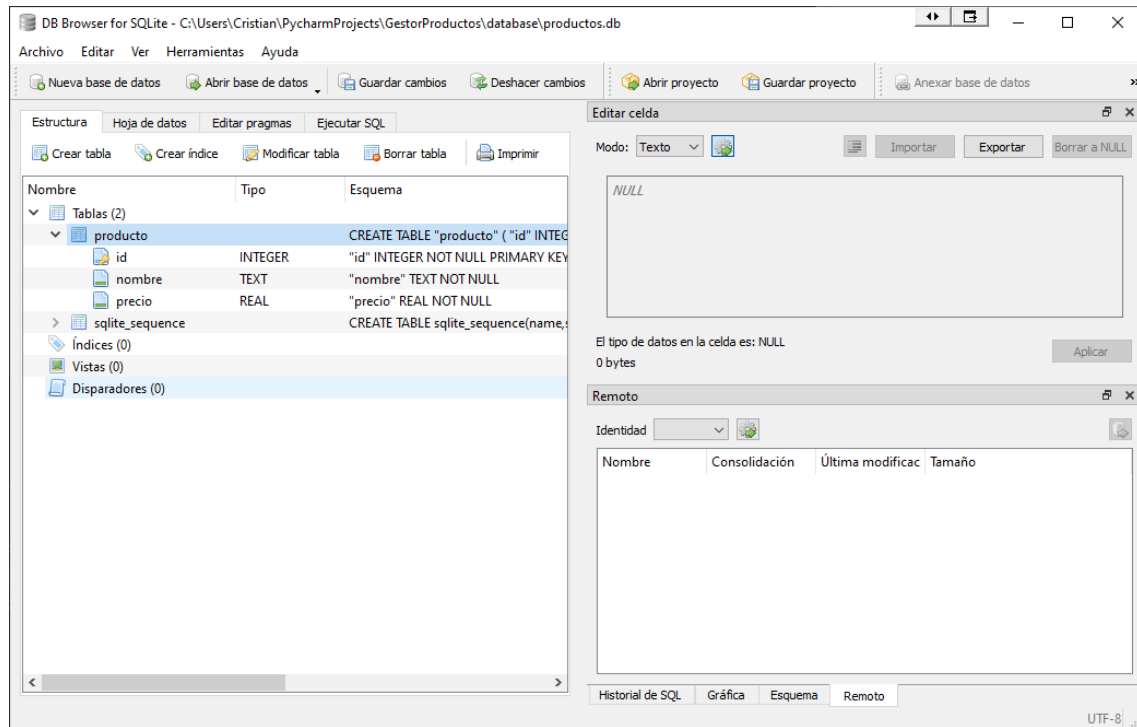 DB Browser for SQLite - C:\Users\Cristian\PycharmProjects\GestorProductos\database\productos.db
Archivo Editar Ver Herramientas Ayuda
Nueva base de datos Abrir base de datos Guardar cambios Deshacer cambios Abrir proyecto Guardar proyecto Anexar base de datos »
Estructura Hoja de datos Editar pragmas Ejecutar SQL
Crear tabla Crear índice Modificar tabla Borrar tabla Imprimir
Nombre Tipo Esquema
Tablas (2)
producto CREATE TABLE "producto" ( "id" INTEG
id INTEGER "id" INTEGER NOT NULL PRIMARY KEY
nombre TEXT "nombre" TEXT NOT NULL
precio REAL "precio" REAL NOT NULL
sqlite_sequence CREATE TABLE sqlite_sequence(name,s
Índices (0)
Vistas (0)
Disparadores (0)
Editar celda
Modo: Texto Importar Exportar Borrar a NULL
NULL
El tipo de datos en la celda es: NULL
0 bytes
Aplicar
Remoto
Identidad
Nombre Consolidación Última modificac Tamaño
Historial de SQL Gráfica Esquema Remoto
UTF-8